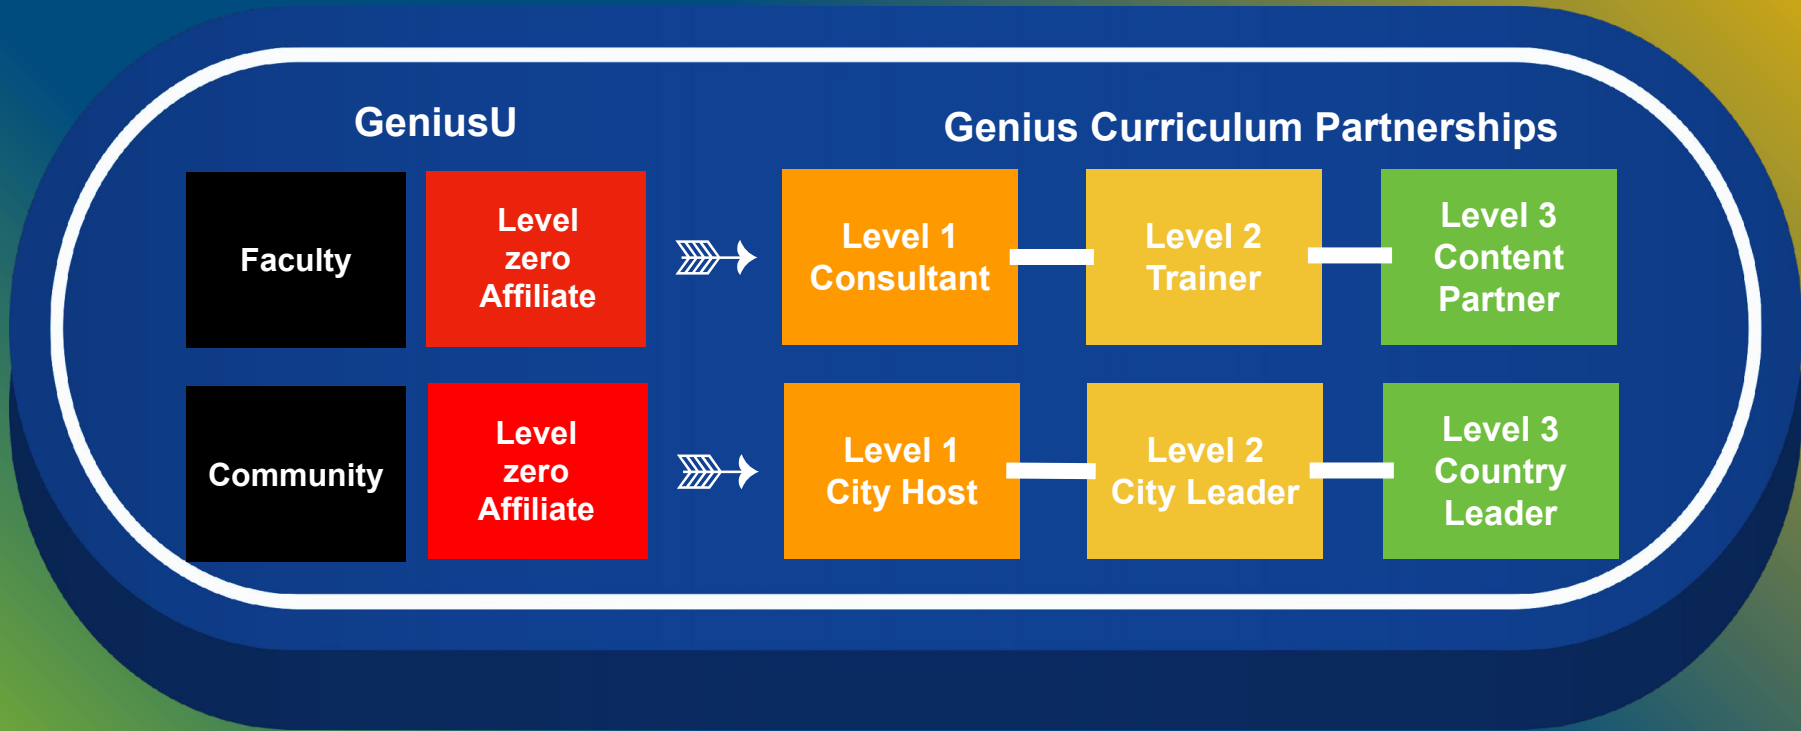 GeniusU
Genius Curriculum Partnerships
Faculty
Level
zero
Affiliate
Level 1
Consultant
Level 2
Trainer
Level 3
Content
Partner
Community
Level
zero
Affiliate
Level 1
City Host
Level 2
City Leader
Level 3
Country
Leader